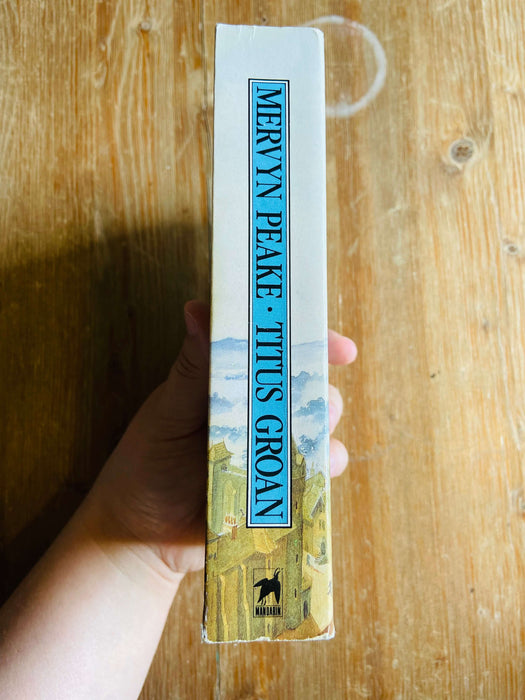 MERVYN PEAKE · TITUS GROAN
MANDARIN